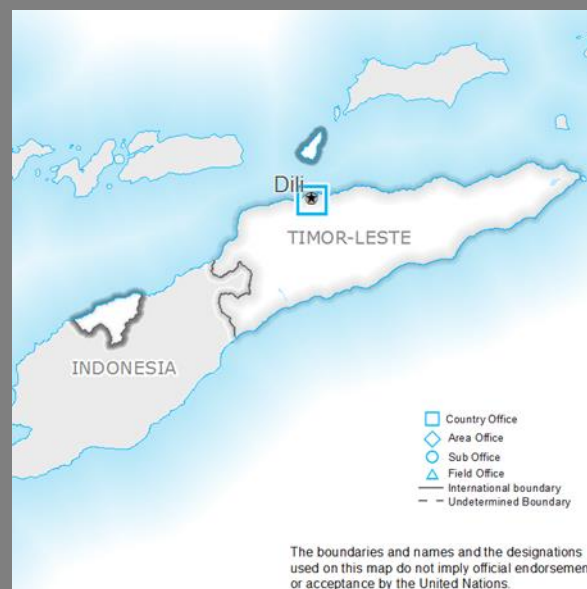 Dili
TIMOR-LESTE
INDONESIA
Country Office
Area Office
Sub Office
Field Office
International boundary
Undetermined Boundary
The boundaries and names and the designations
used on this map do not imply official endorsemen
or acceptance by the United Nations.